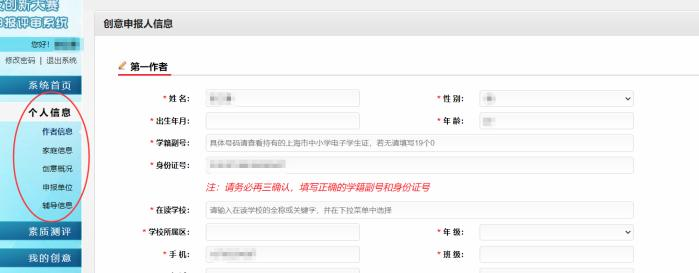 创新大赛
申报评审系统
您好！
修改密码 | 退出系统
系统首页
个人信息
作者信息
家庭信息
创意概况
申报单位
辅导信息
素质测评
我的创意
创意申报人信息
第一作者
* 姓 名：
* 性 别：
* 出生年月：
* 年 龄：
* 学籍副号： 具体号码请查看持有的上海市中小学电子学生证，若无请填写19个0
* 身份证号：
注：请务必再三确认，填写正确的学籍副号和身份证号
* 在读学校： 请输入在读学校的全称或关键字，并在下拉菜单中选择
* 学校所属区：
* 年 级：
* 手 机：
* 班 级：